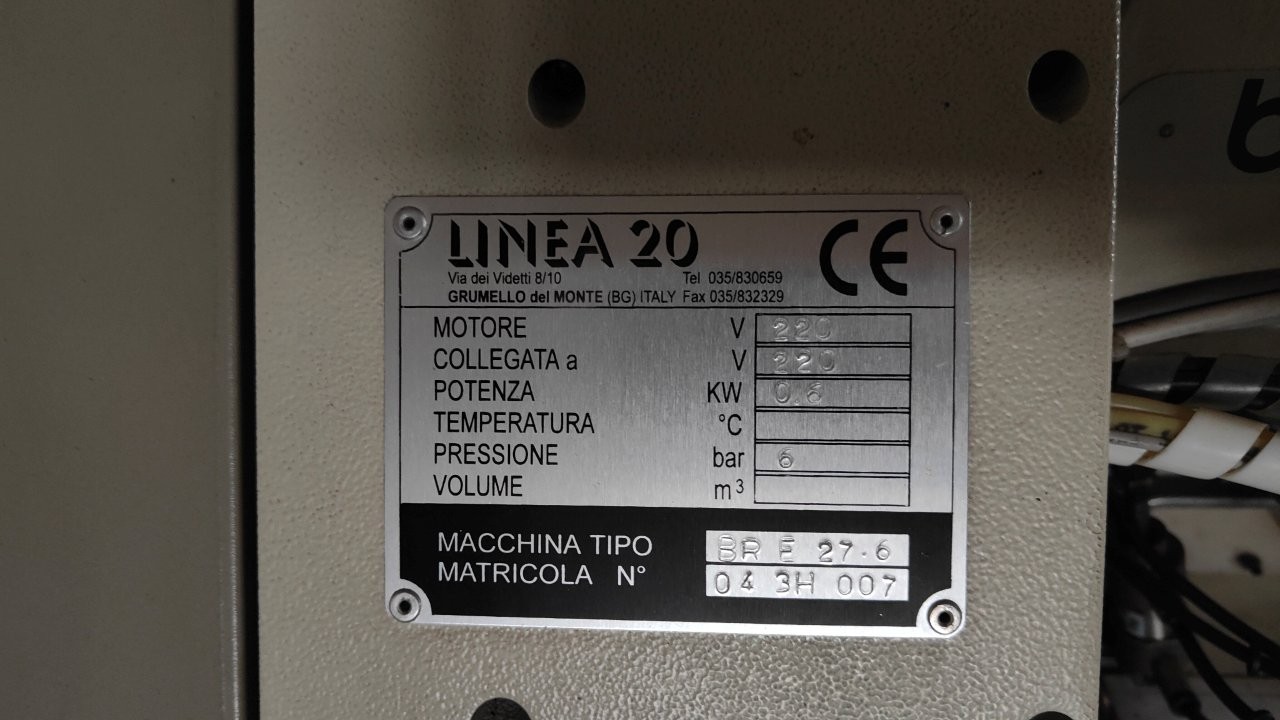 LINEA 20 CE
Via dei Videtti 8/10 Tel 035/830659
GRUMELLO del MONTE (BG) ITALY Fax 035/832329
MOTORE V 220
COLLEGATA a V 220
POTENZA KW 0.6
TEMPERATURA °C
PRESSIONE bar 6
VOLUME m³
MACCHINA TIPO BR E 27.6
MATRICOLA N° 04 3H 007